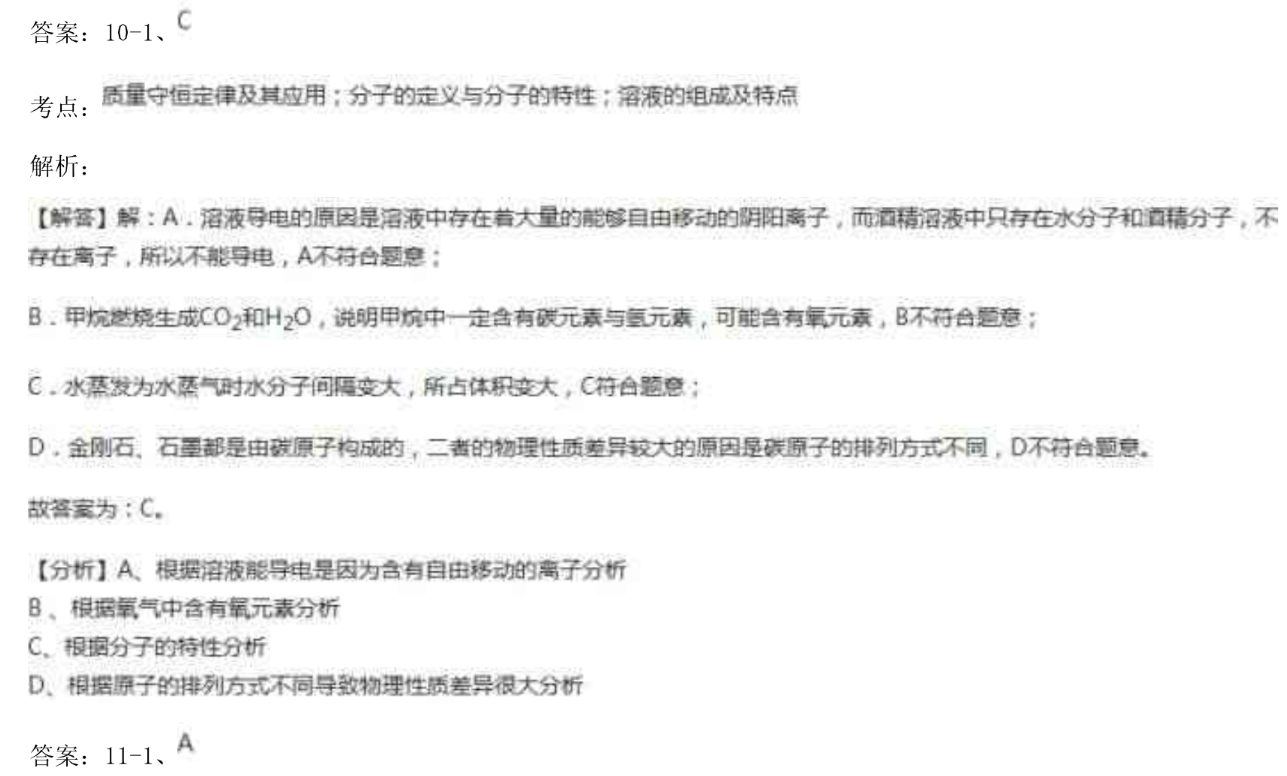 答案：10-1、C
考点：质量守恒定律及其应用；分子的定义与分子的特性；溶液的组成及特点
解析：
【解答】解：A．溶液导电的原因是溶液中存在着大量的能够自由移动的阴阳离子，而酒精溶液中只存在水分子和酒精分子，不
存在离子，所以不能导电，A不符合题意；
B．甲烷燃烧生成CO₂和H₂O，说明甲烷中一定含有碳元素与氢元素，可能含有氧元素，B不符合题意；
C．水蒸发为水蒸气时水分子间隔变大，所占体积变大，C符合题意；
D．金刚石、石墨都是由碳原子构成的，二者的物理性质差异较大的原因是碳原子的排列方式不同，D不符合题意。
故答案为：C。
【分析】A、根据溶液能导电是因为含有自由移动的离子分析
B 、根据氧气中含有氧元素分析
C、根据分子的特性分析
D、根据原子的排列方式不同导致物理性质差异很大分析
答案：11-1、A